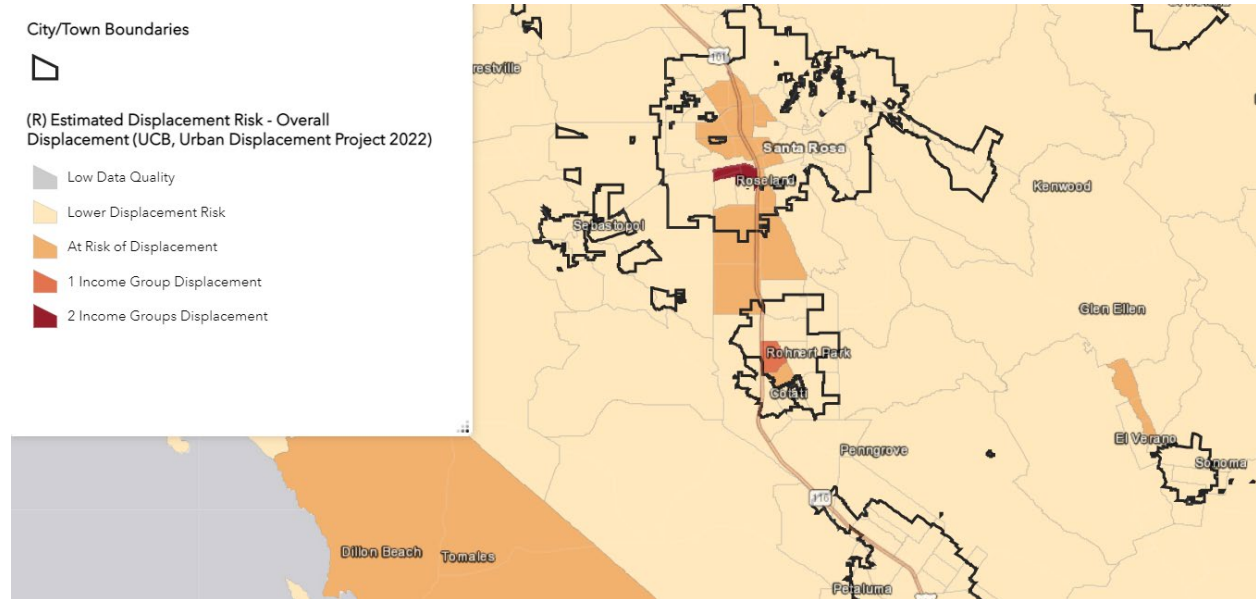 City/Town Boundaries
(R) Estimated Displacement Risk - Overall
Displacement (UCB, Urban Displacement Project 2022)
Low Data Quality
Lower Displacement Risk
At Risk of Displacement
1 Income Group Displacement
2 Income Groups Displacement
101
restville
Santa Rosa
Roseland
Kenwood
Sebastopol
Glen Ellen
Rohnert Park
Cotati
El Verano
Penngrove
Sonoma
116
Dillon Beach
Tomales
Petaluma